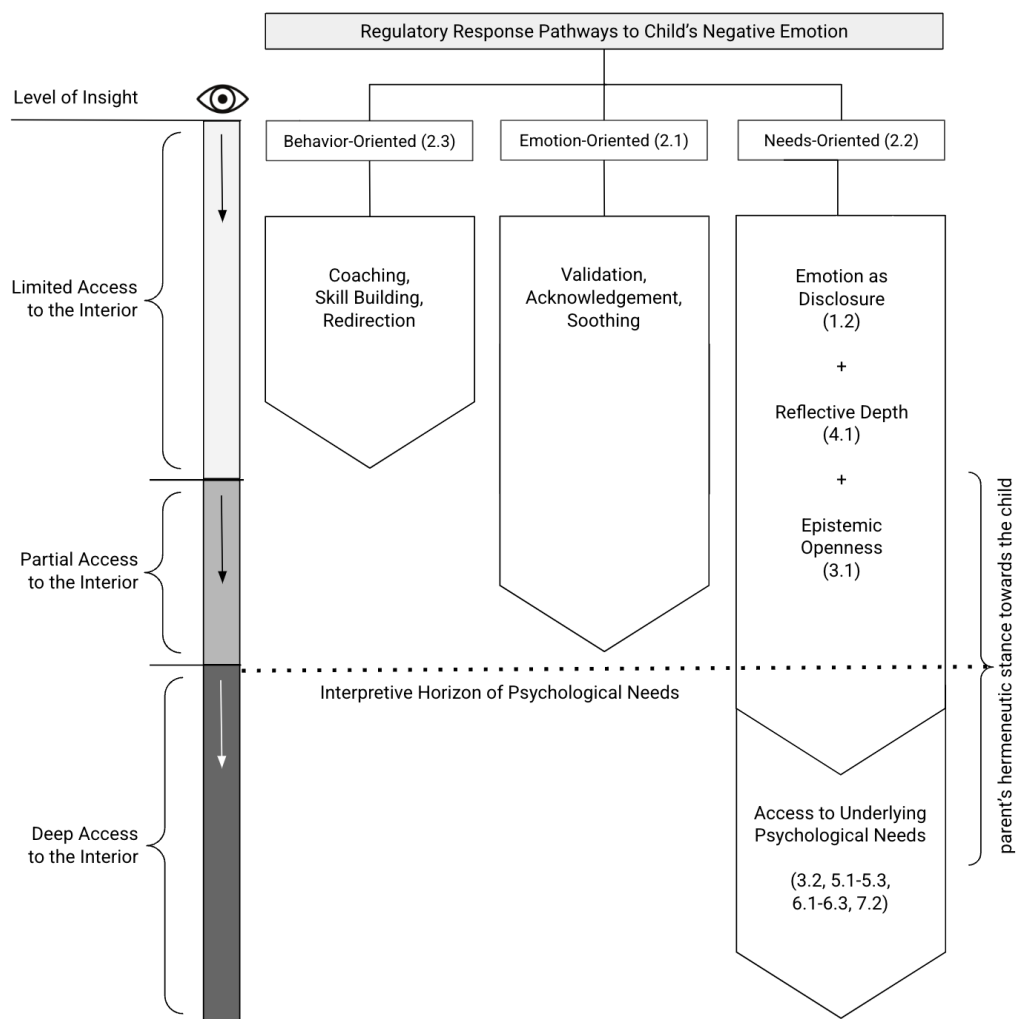 Regulatory Response Pathways to Child's Negative Emotion
Level of Insight
Behavior-Oriented (2.3)
Emotion-Oriented (2.1)
Needs-Oriented (2.2)
Limited Access
to the Interior
Coaching,
Skill Building,
Redirection
Validation,
Acknowledgement,
Soothing
Emotion as
Disclosure
(1.2)
+
Reflective Depth
(4.1)
+
Epistemic
Openness
(3.1)
Partial Access
to the Interior
Interpretive Horizon of Psychological Needs
parent's hermeneutic stance towards the child
Deep Access
to the Interior
Access to Underlying
Psychological Needs
(3.2, 5.1-5.3,
6.1-6.3, 7.2)